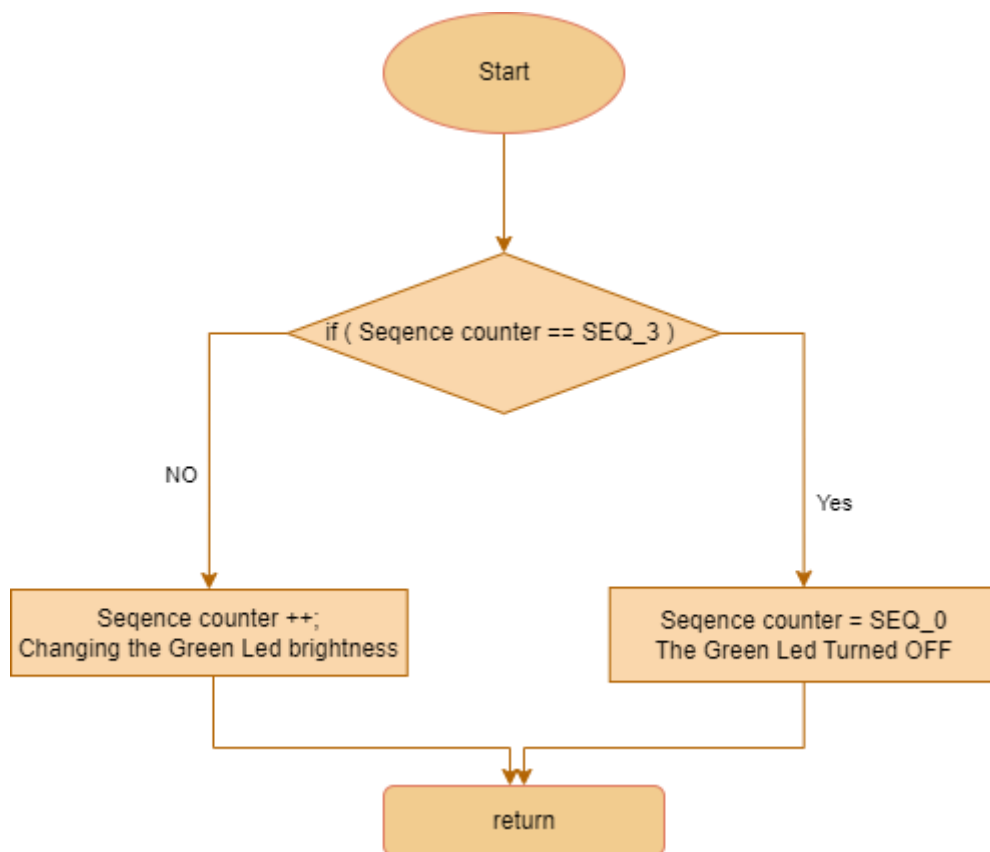 Start
if ( Seqence counter == SEQ_3 )
NO
Yes
Seqence counter ++;
Changing the Green Led brightness
Seqence counter = SEQ_0
The Green Led Turned OFF
return